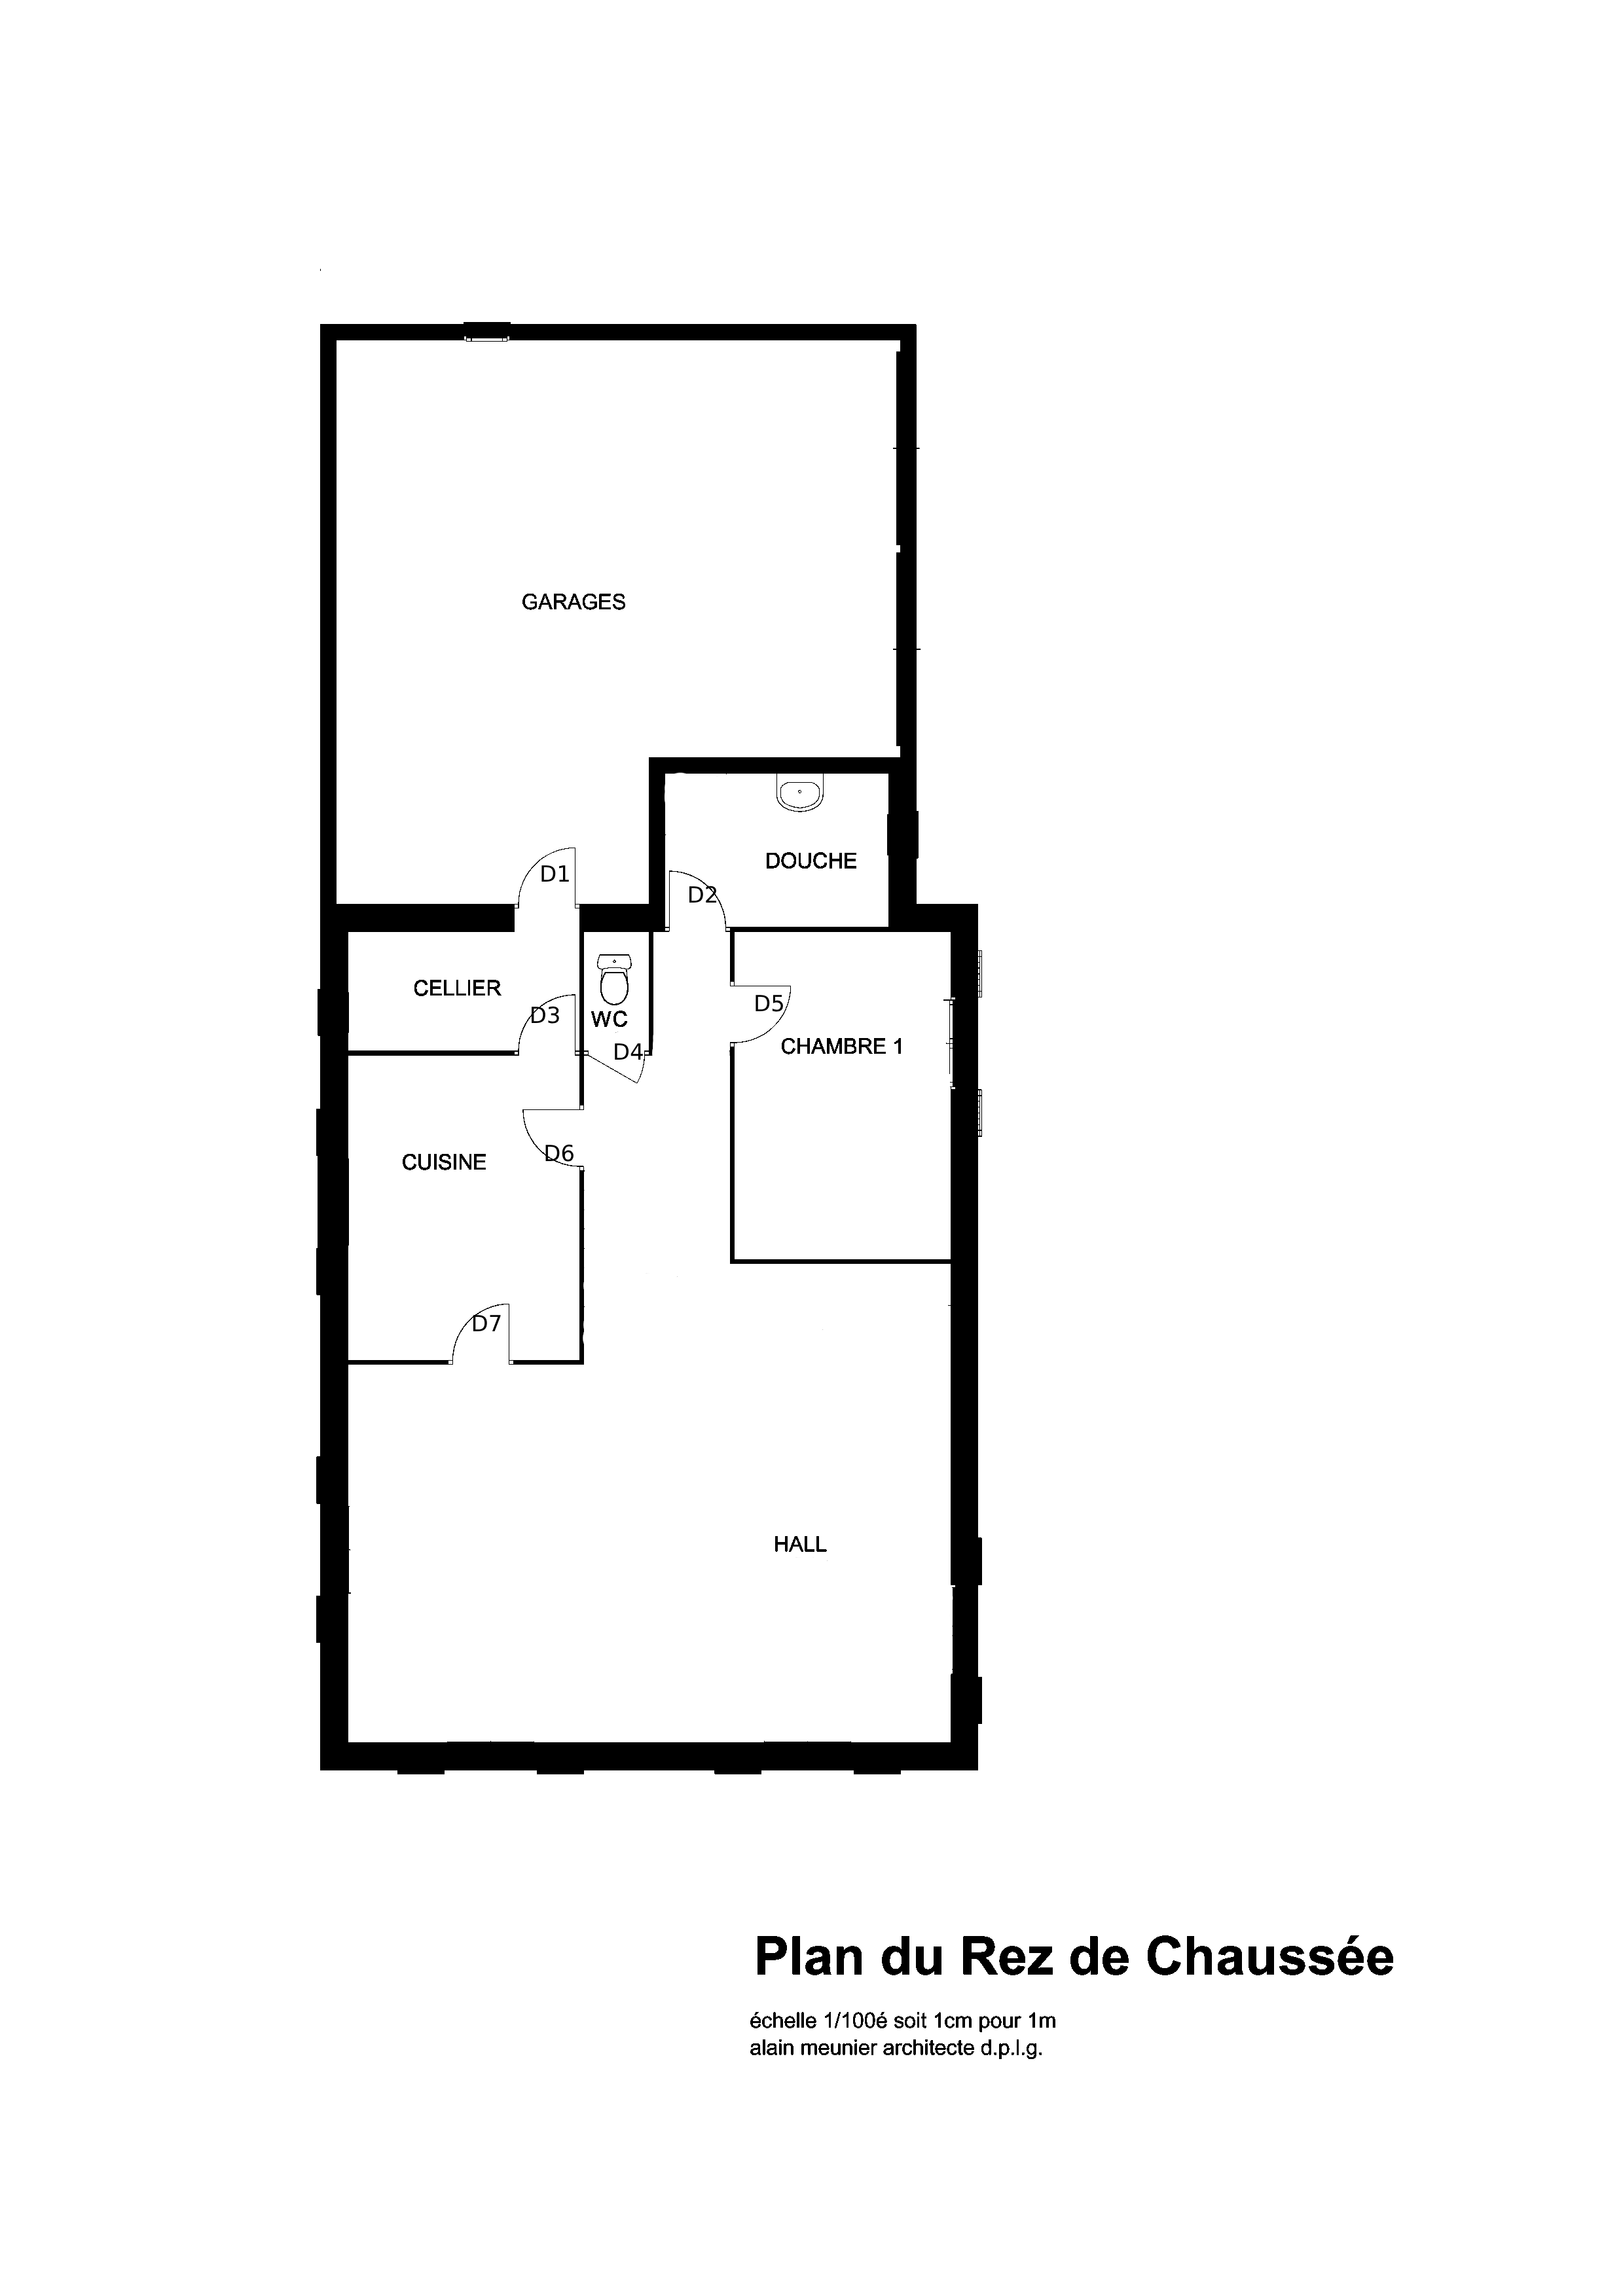 GARAGES
DOUCHE
D1
D2
CELLIER
D5
D3
WC
CHAMBRE 1
D4
D6
CUISINE
D7
HALL
Plan du Rez de Chaussée
échelle 1/100é soit 1cm pour 1m
alain meunier architecte d.p.l.g.